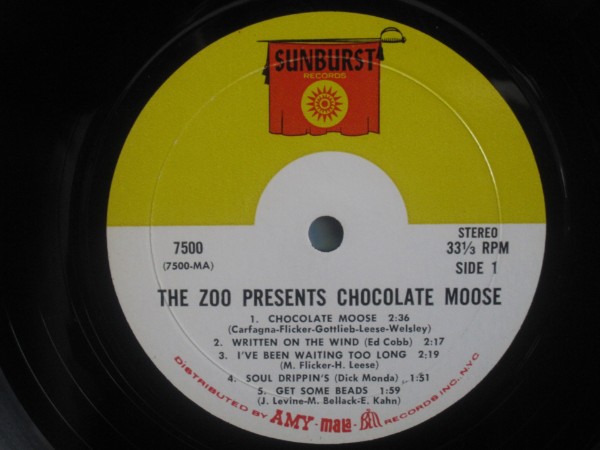 SUNBURST
RECORDS
7500
(7500-MA)
STEREO
33⅓ RPM
SIDE 1
THE ZOO PRESENTS CHOCOLATE MOOSE
1. CHOCOLATE MOOSE 2:36
(Carfagna-Flicker-Gottlieb-Leese-Welsley)
2. WRITTEN ON THE WIND (Ed Cobb) 2:17
3. I'VE BEEN WAITING TOO LONG 2:19
(M. Flicker-H. Leese)
4. SOUL DRIPPIN'S (Dick Monda) 1:51
5. GET SOME BEADS 1:59
(J. Levine-M. Bellack-E. Kahn)
DISTRIBUTED BY AMY-mala-Bell RECORDS INC. NYC